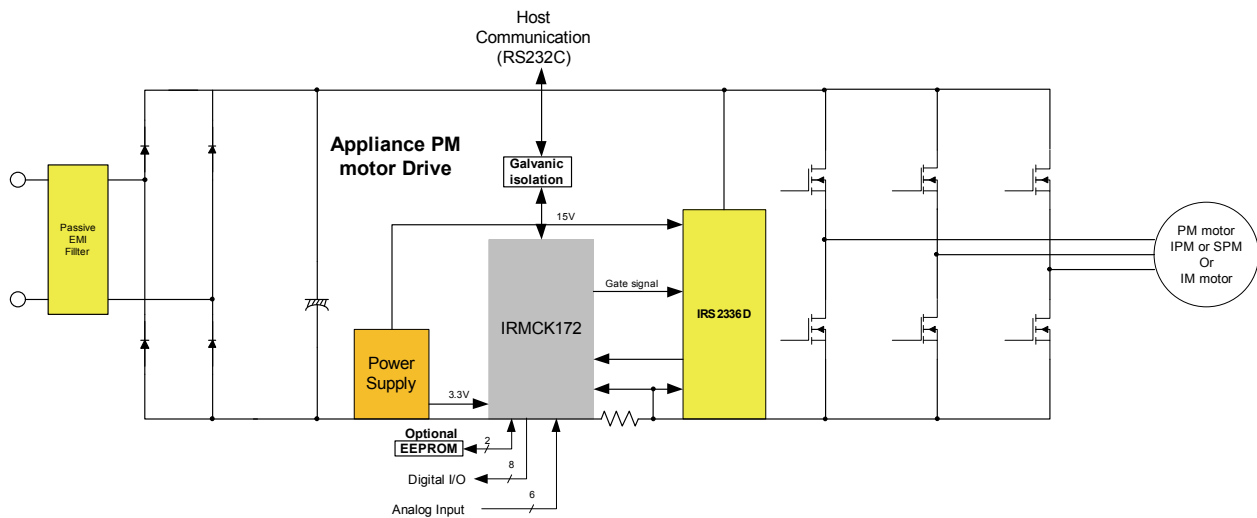 Host
Communication
(RS232C)
Appliance PM
motor Drive
Galvanic
isolation
15V
Passive
EMI
Fillter
Gate signal
IRMCK172
IRS2336D
PM motor
IPM or SPM
Or
IM motor
Power
Supply
3.3V
Optional
EEPROM
2
Digital I/O
8
Analog Input
6